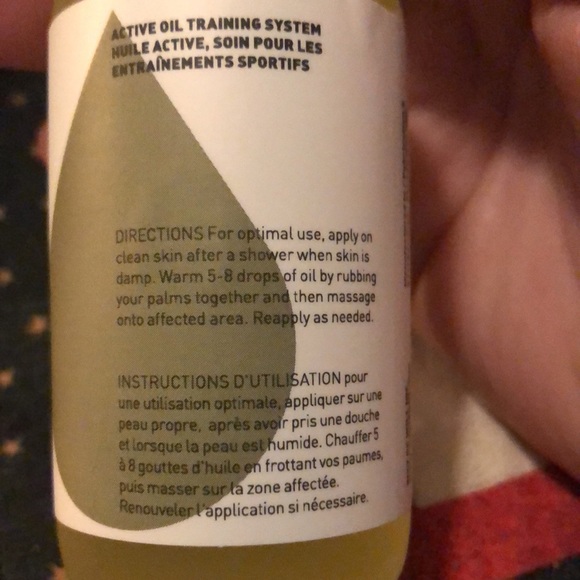 ACTIVE OIL TRAINING SYSTEM
HUILE ACTIVE, SOIN POUR LES
ENTRAÎNEMENTS SPORTIFS
DIRECTIONS For optimal use, apply on
clean skin after a shower when skin is
damp. Warm 5-8 drops of oil by rubbing
your palms together and then massage
onto affected area. Reapply as needed.
INSTRUCTIONS D'UTILISATION pour
une utilisation optimale, appliquer sur une
peau propre, après avoir pris une douche
et lorsque la peau est humide. Chauffer 5
à 8 gouttes d'huile en frottant vos paumes,
puis masser sur la zone affectée.
Renouveler l'application si nécessaire.